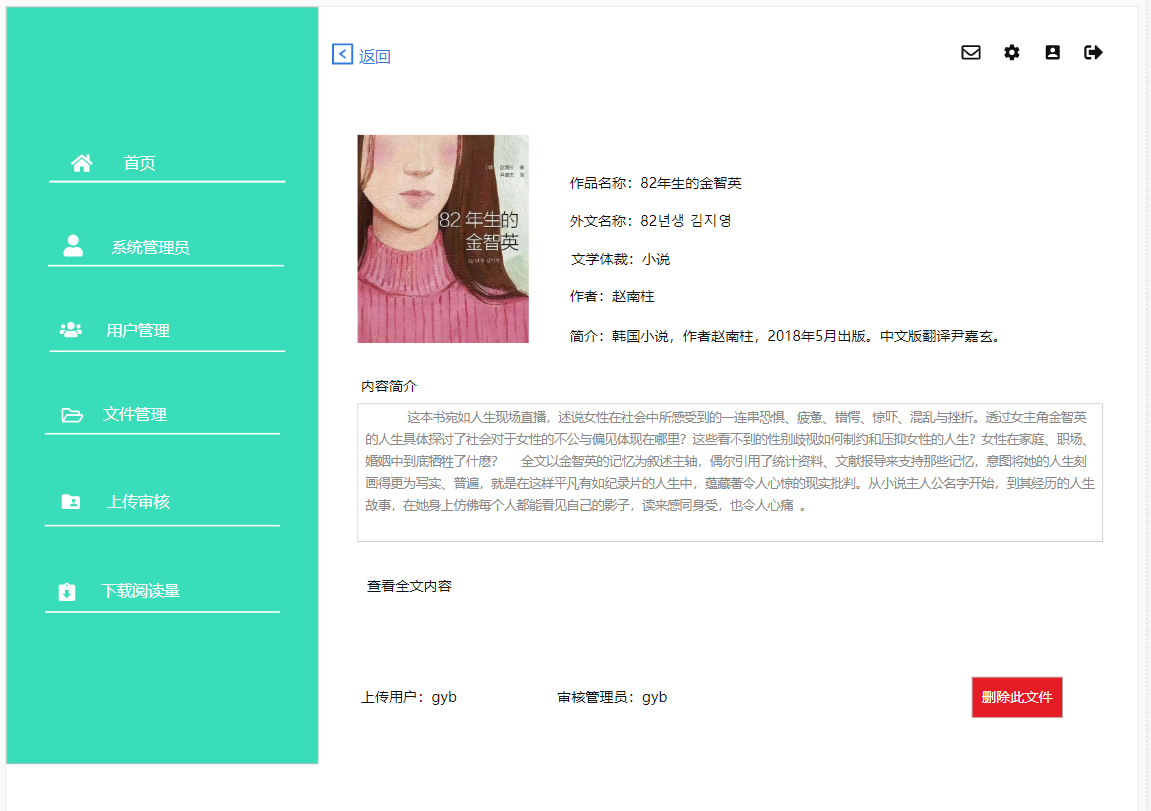 返回
首页
系统管理员
用户管理
文件管理
上传审核
下载阅读量
82 年生的
金智英
作品名称：82年生的金智英
外文名称：82년생 김지영
文学体裁：小说
作者：赵南柱
简介：韩国小说，作者赵南柱，2018年5月出版。中文版翻译尹嘉玄。
内容简介
这本书宛如人生现场直播，述说女性在社会中所感受到的一连串恐惧、疲惫、错愕、惊吓、混乱与挫折。透过女主角金智英
的人生具体探讨了社会对于女性的不公与偏见体现在哪里？这些看不到的性别歧视如何制约和压抑女性的人生？女性在家庭、职场、
婚姻中到底牺牲了什麽？ 全文以金智英的记忆为叙述主轴，偶尔引用了统计资料、文献报导来支持那些记忆，意图将她的人生刻
画得更为写实、普遍，就是在这样平凡有如纪录片的人生中，蕴藏著令人心惊的现实批判。从小说主人公名字开始，到其经历的人生
故事，在她身上仿佛每个人都能看见自己的影子，读来感同身受，也令人心痛 。
查看全文内容
上传用户：gyb
审核管理员：gyb
删除此文件